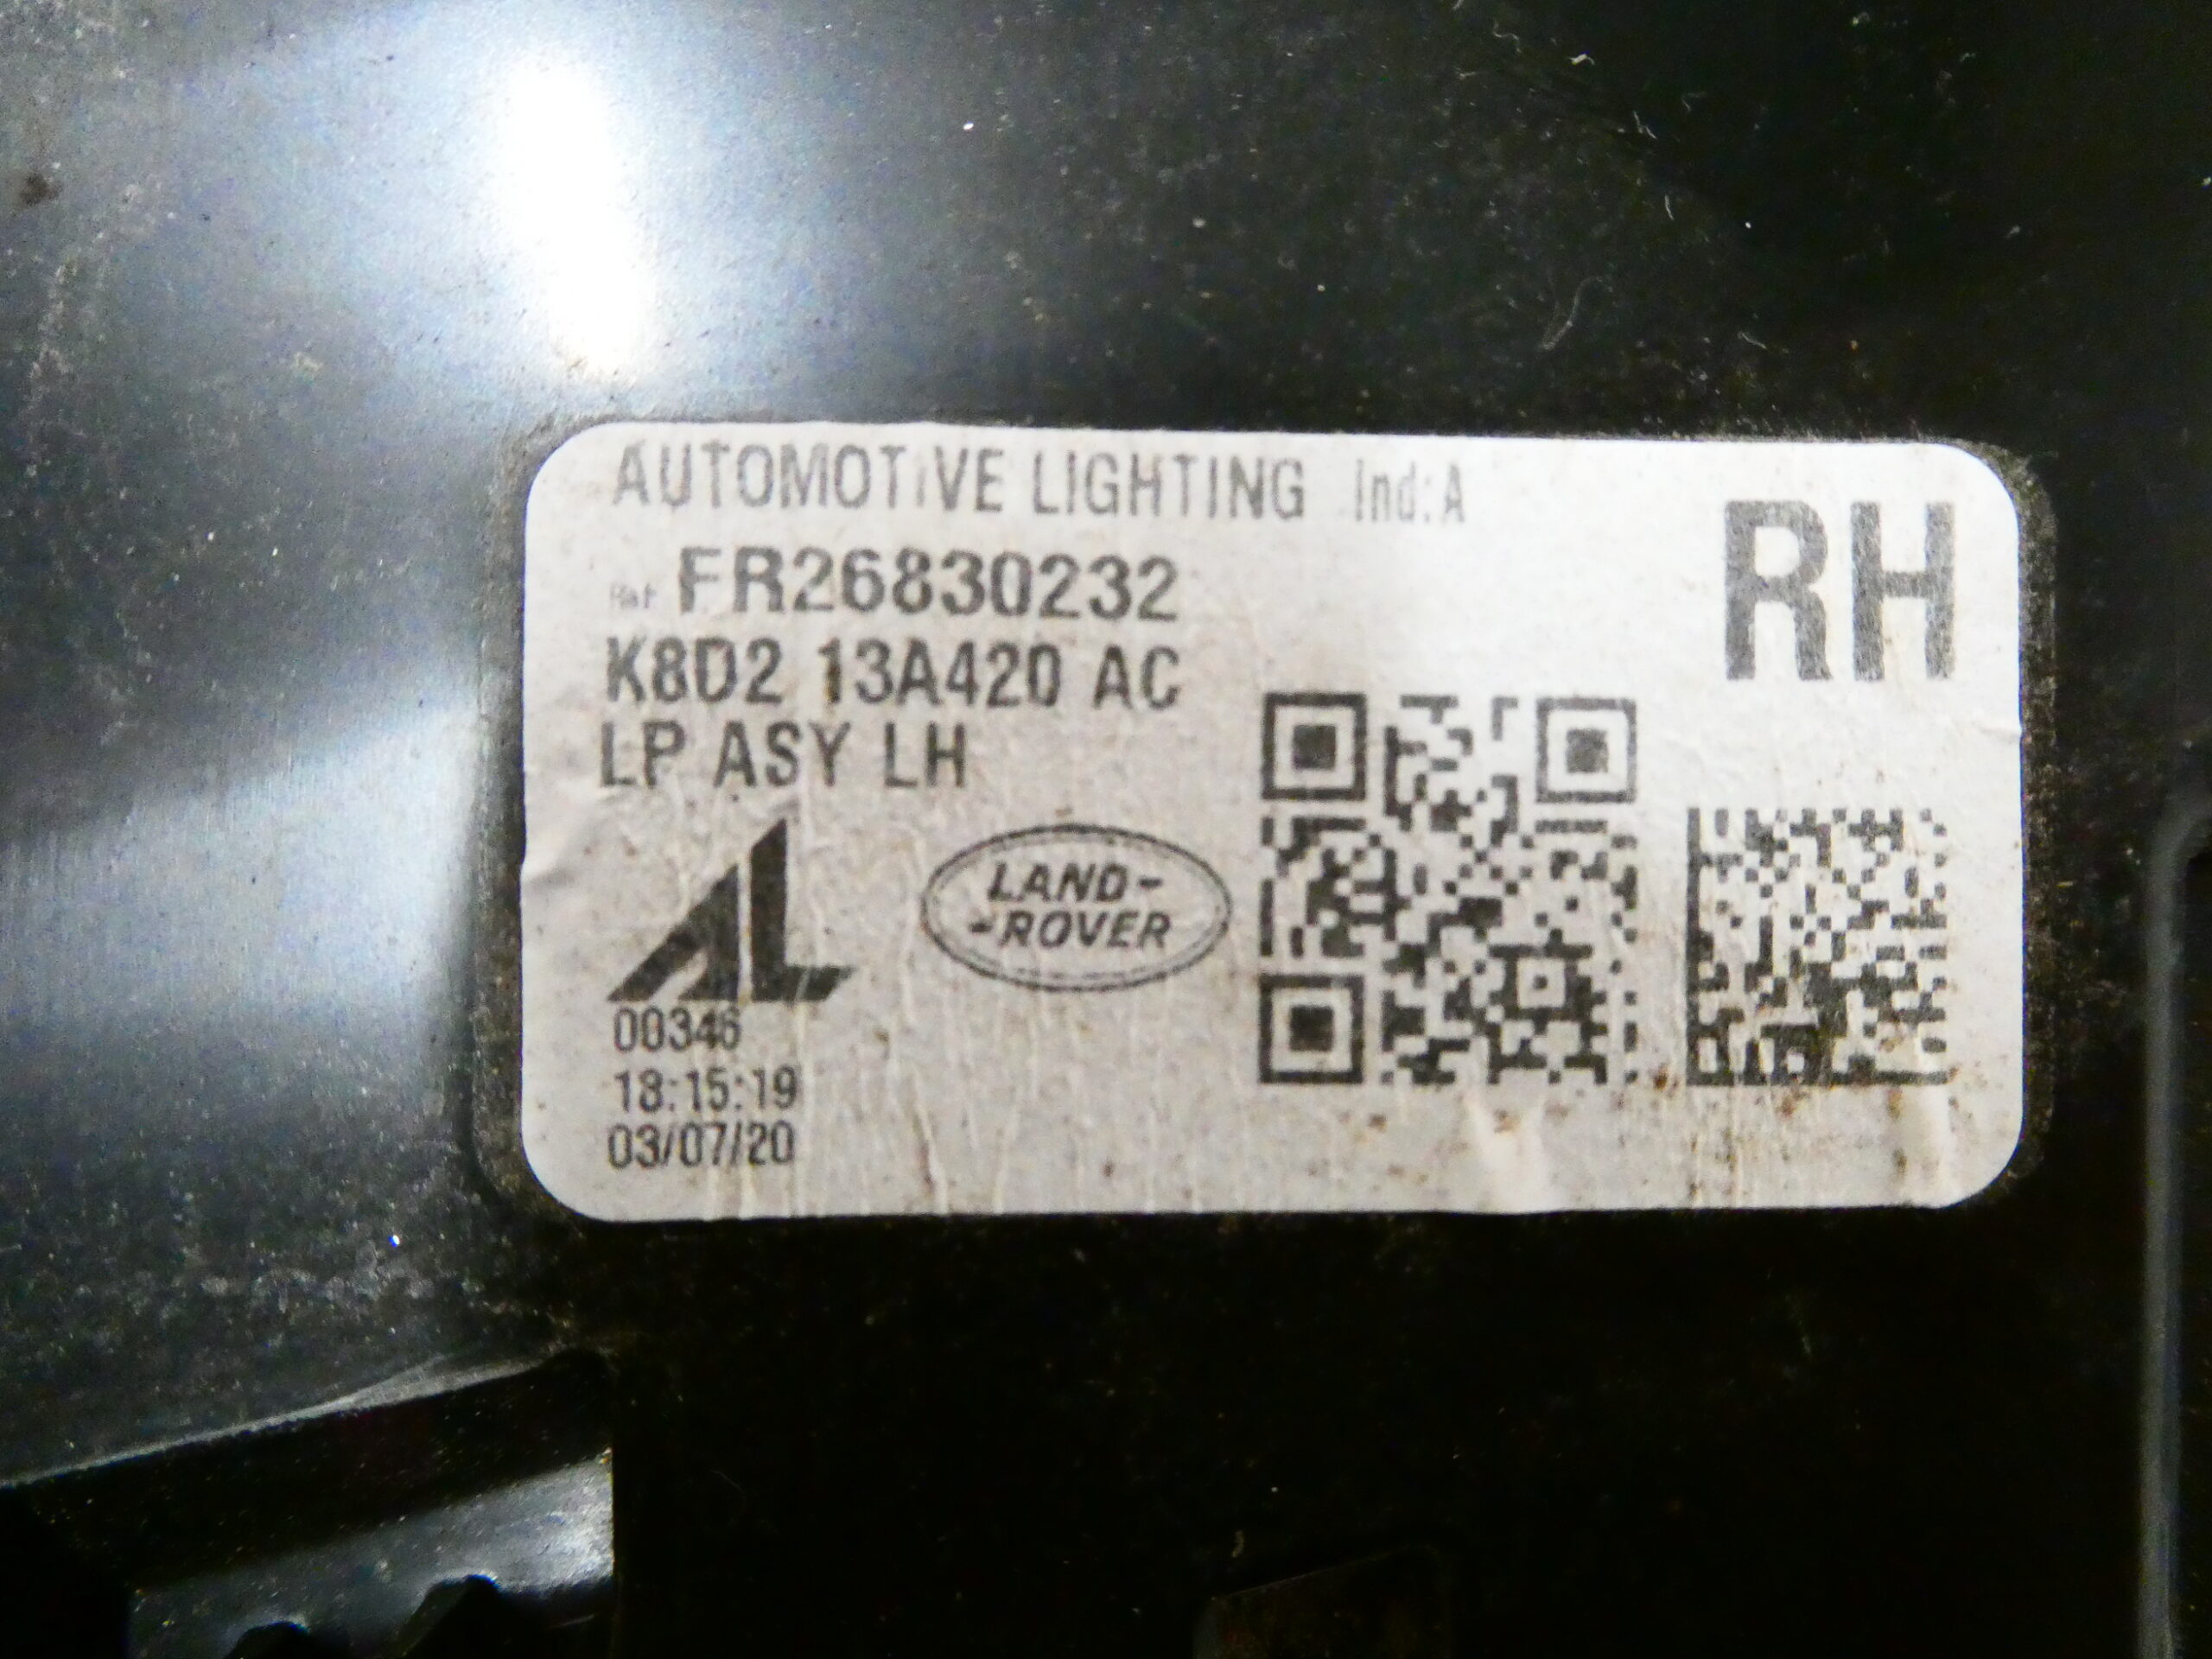 AUTOMOTIVE LIGHTING Ind:A
RH
Ref FR26830232
K8D2 13A420 AC
LP ASY LH
AL
LAND-
-ROVER
00346
18:15:19
03/07/20